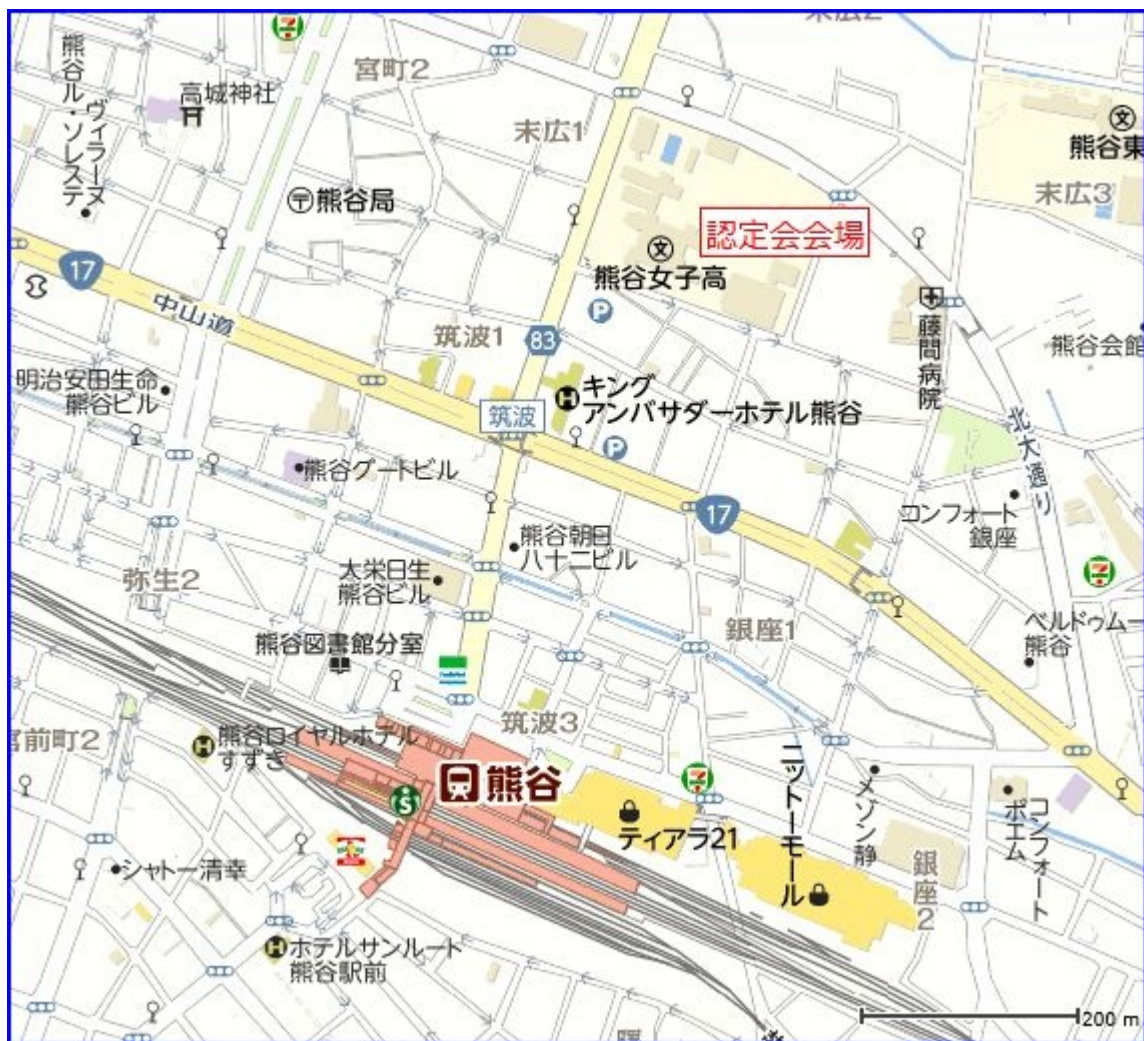 末広2
宮町2
高城神社
熊谷ル・ソレステ
ヴィラーヌ
末広1
熊谷東
末広3
熊谷局
認定会会場
熊谷女子高
17
中山道
筑波1
83
P
藤間病院
熊谷会館
明治安田生命
熊谷ビル
H
キング
アンバサダーホテル熊谷
筑波
P
熊谷グートビル
17
北大通り
コンフォート
銀座
熊谷朝日
八十二ビル
大栄日生
熊谷ビル
弥生2
銀座1
ベルドゥムー
熊谷
熊谷図書館分室
FamilyMart
筑波3
宮前町2
H
熊谷ロイヤルホテル
すずき
熊谷
S
ティアラ21
ニットーモール
メゾン静
コンフォート
ポエム
シャトー清幸
銀座2
H
ホテルサンルート
熊谷駅前
200 m